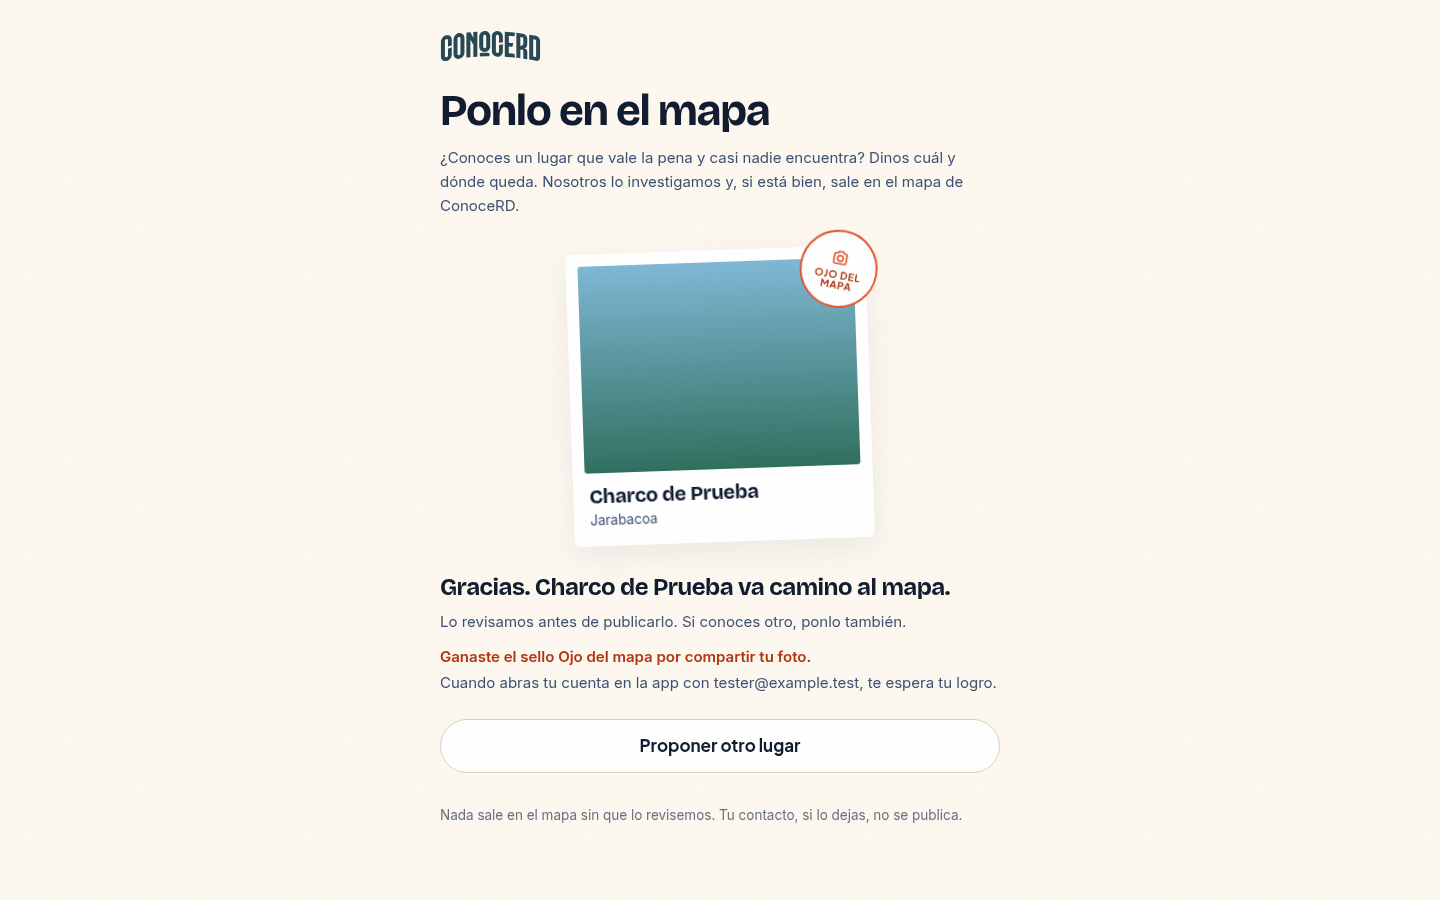 CONOCERD
Ponlo en el mapa
¿Conoces un lugar que vale la pena y casi nadie encuentra? Dinos cuál y
dónde queda. Nosotros lo investigamos y, si está bien, sale en el mapa de
ConoceRD.
OJO DEL
MAPA
Charco de Prueba
Jarabacoa
Gracias. Charco de Prueba va camino al mapa.
Lo revisamos antes de publicarlo. Si conoces otro, ponlo también.
Ganaste el sello Ojo del mapa por compartir tu foto.
Cuando abras tu cuenta en la app con tester@example.test, te espera tu logro.
Proponer otro lugar
Nada sale en el mapa sin que lo revisemos. Tu contacto, si lo dejas, no se publica.